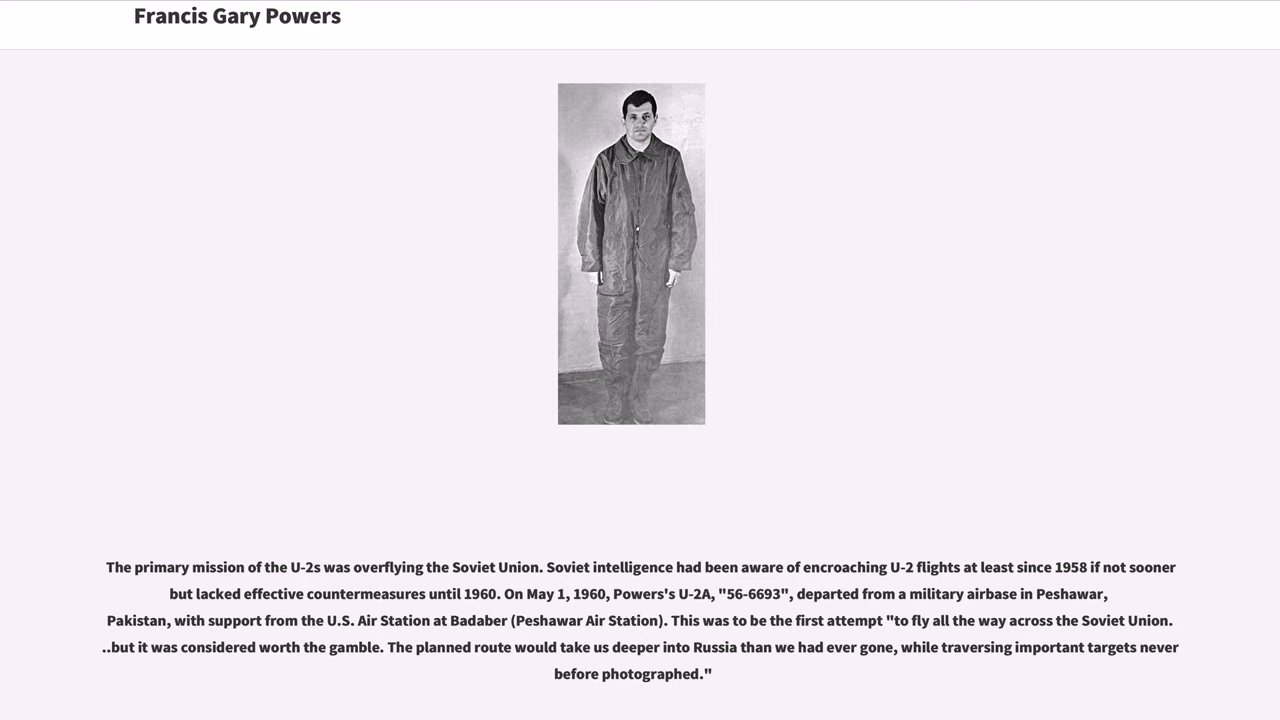 Francis Gary Powers
The primary mission of the U-2s was overflying the Soviet Union. Soviet intelligence had been aware of encroaching U-2 flights at least since 1958 if not sooner
but lacked effective countermeasures until 1960. On May 1, 1960, Powers's U-2A, "56-6693", departed from a military airbase in Peshawar,
Pakistan, with support from the U.S. Air Station at Badaber (Peshawar Air Station). This was to be the first attempt "to fly all the way across the Soviet Union.
..but it was considered worth the gamble. The planned route would take us deeper into Russia than we had ever gone, while traversing important targets never
before photographed."